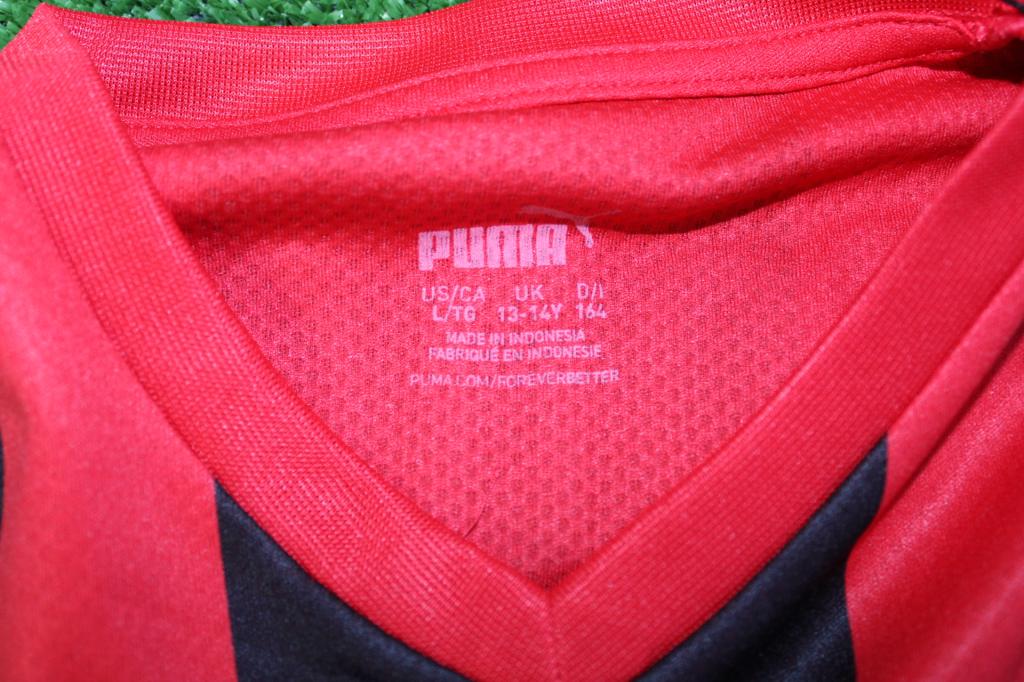 PUMA
US/CA UK D/I
L/TG 13-14Y 164
MADE IN INDONESIA
FABRIQUÉ EN INDONESIE
PUMA.COM/FOREVERBETTER